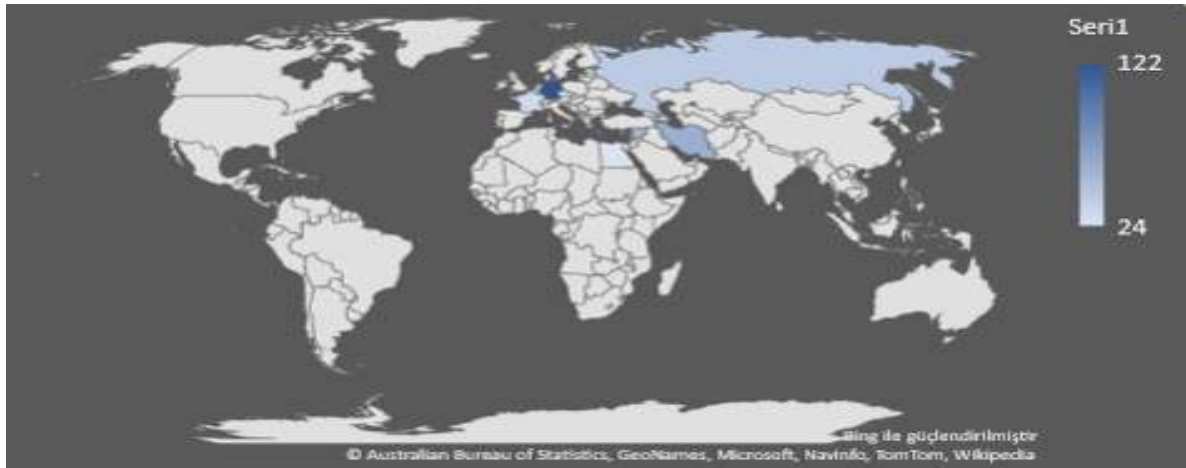 Seri1
122
24
Bing ile güçlendirilmiştir
© Australian Bureau of Statistics, GeoNames, Microsoft, Navinfo, TomTom, Wikipedia